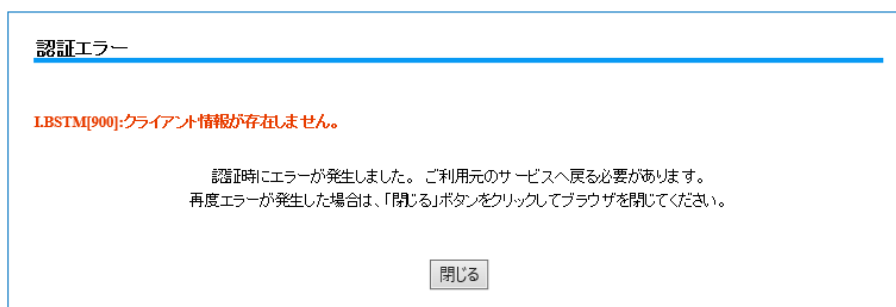 認証エラー
I.BSTM[900]:クライアント情報が存在しません。
認証時にエラーが発生しました。ご利用元のサービスへ戻る必要があります。
再度エラーが発生した場合は、「閉じる」ボタンをクリックしてブラウザを閉じてください。
閉じる